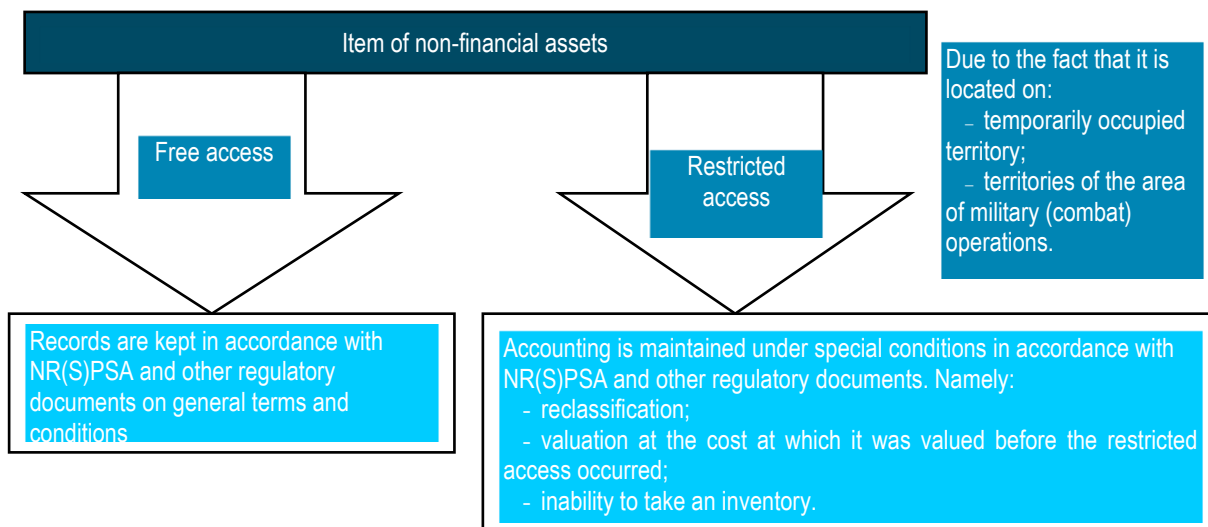 Item of non-financial assets
Due to the fact that it is
located on:
- temporarily occupied
territory;
- territories of the area
of military (combat)
operations.
Free access
Restricted
access
Records are kept in accordance with
NR(S)PSA and other regulatory
documents on general terms and
conditions
Accounting is maintained under special conditions in accordance with
NR(S)PSA and other regulatory documents. Namely:
- reclassification;
- valuation at the cost at which it was valued before the restricted
access occurred;
- inability to take an inventory.